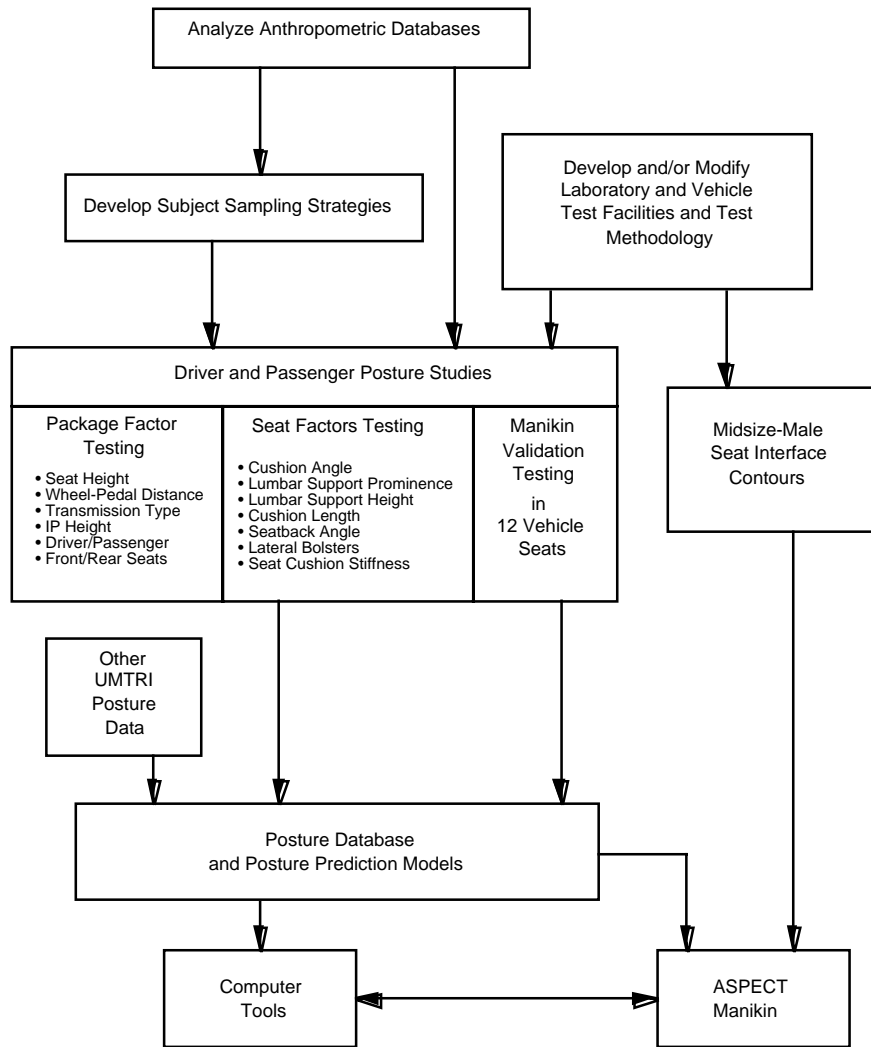 Analyze Anthropometric Databases
Develop Subject Sampling Strategies
Develop and/or Modify
Laboratory and Vehicle
Test Facilities and Test
Methodology
Driver and Passenger Posture Studies
Package Factor
Testing
• Seat Height
• Wheel-Pedal Distance
• Transmission Type
• IP Height
• Driver/Passenger
• Front/Rear Seats
Seat Factors Testing
• Cushion Angle
• Lumbar Support Prominence
• Lumbar Support Height
• Cushion Length
• Seatback Angle
• Lateral Bolsters
• Seat Cushion Stiffness
Manikin
Validation
Testing
in
12 Vehicle
Seats
Midsize-Male
Seat Interface
Contours
Other
UMTRI
Posture
Data
Posture Database
and Posture Prediction Models
Computer
Tools
ASPECT
Manikin